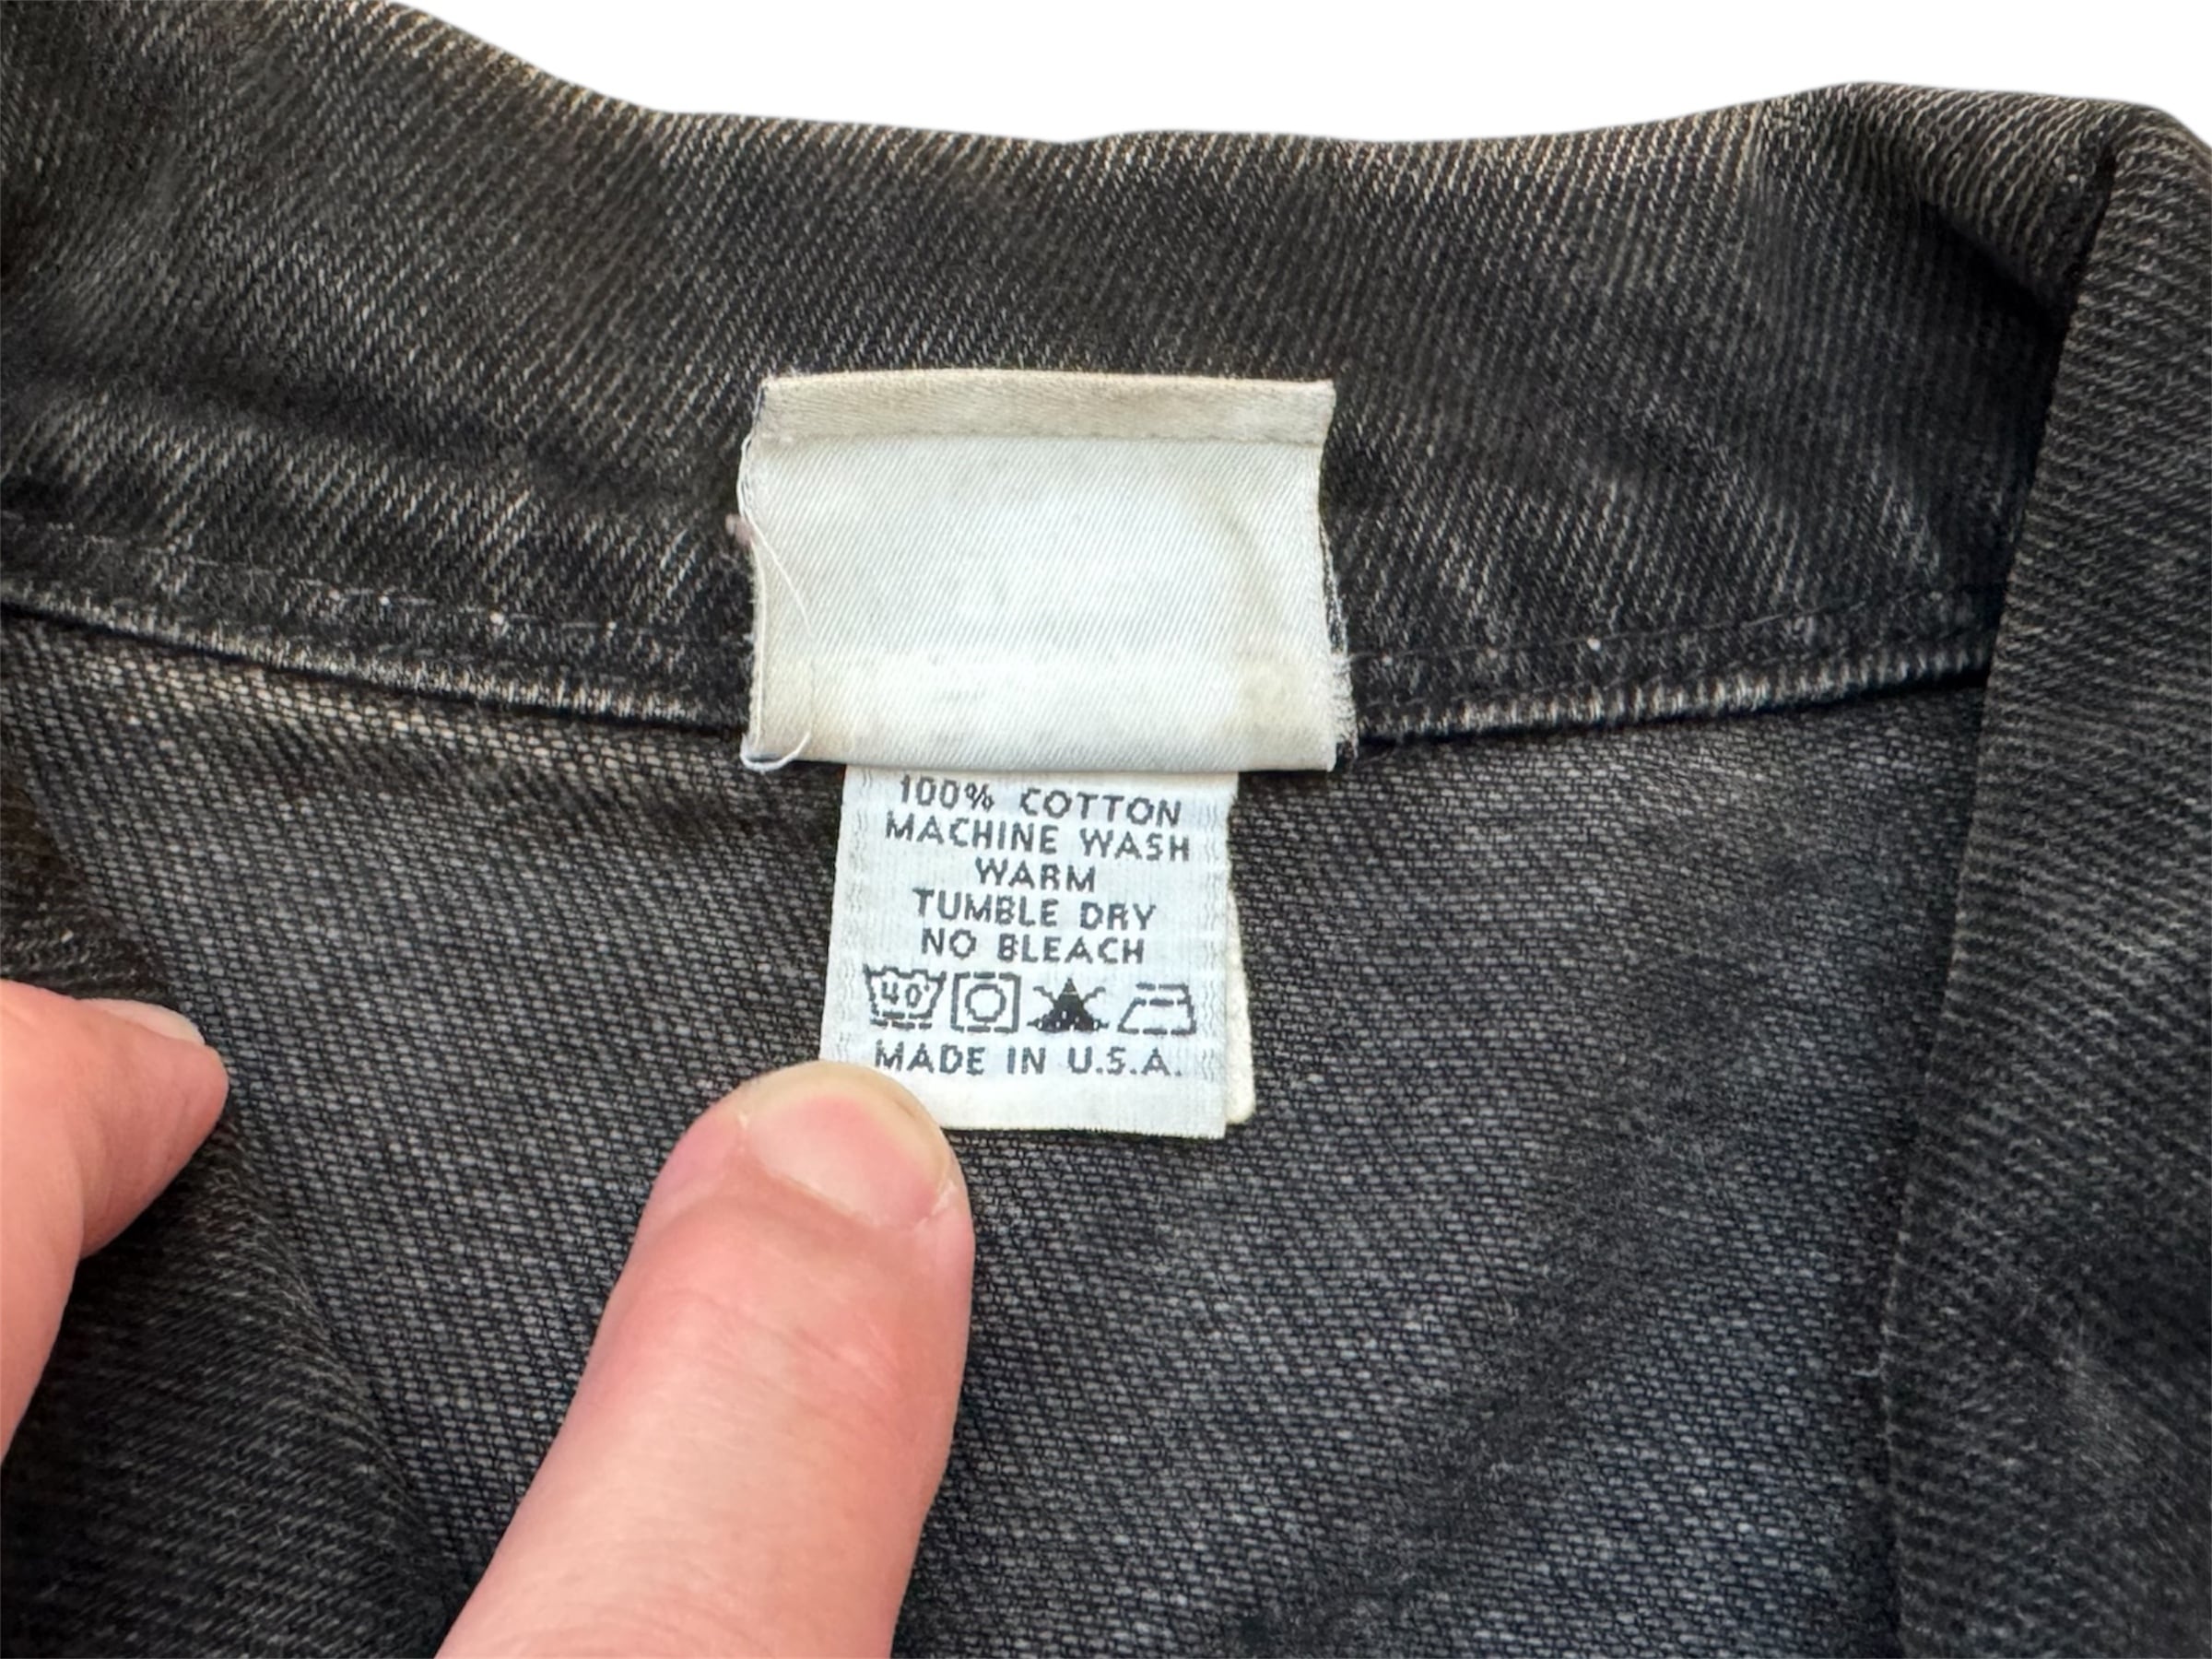 100% COTTON
MACHINE WASH
WARM
TUMBLE DRY
NO BLEACH
40
MADE IN U.S.A.